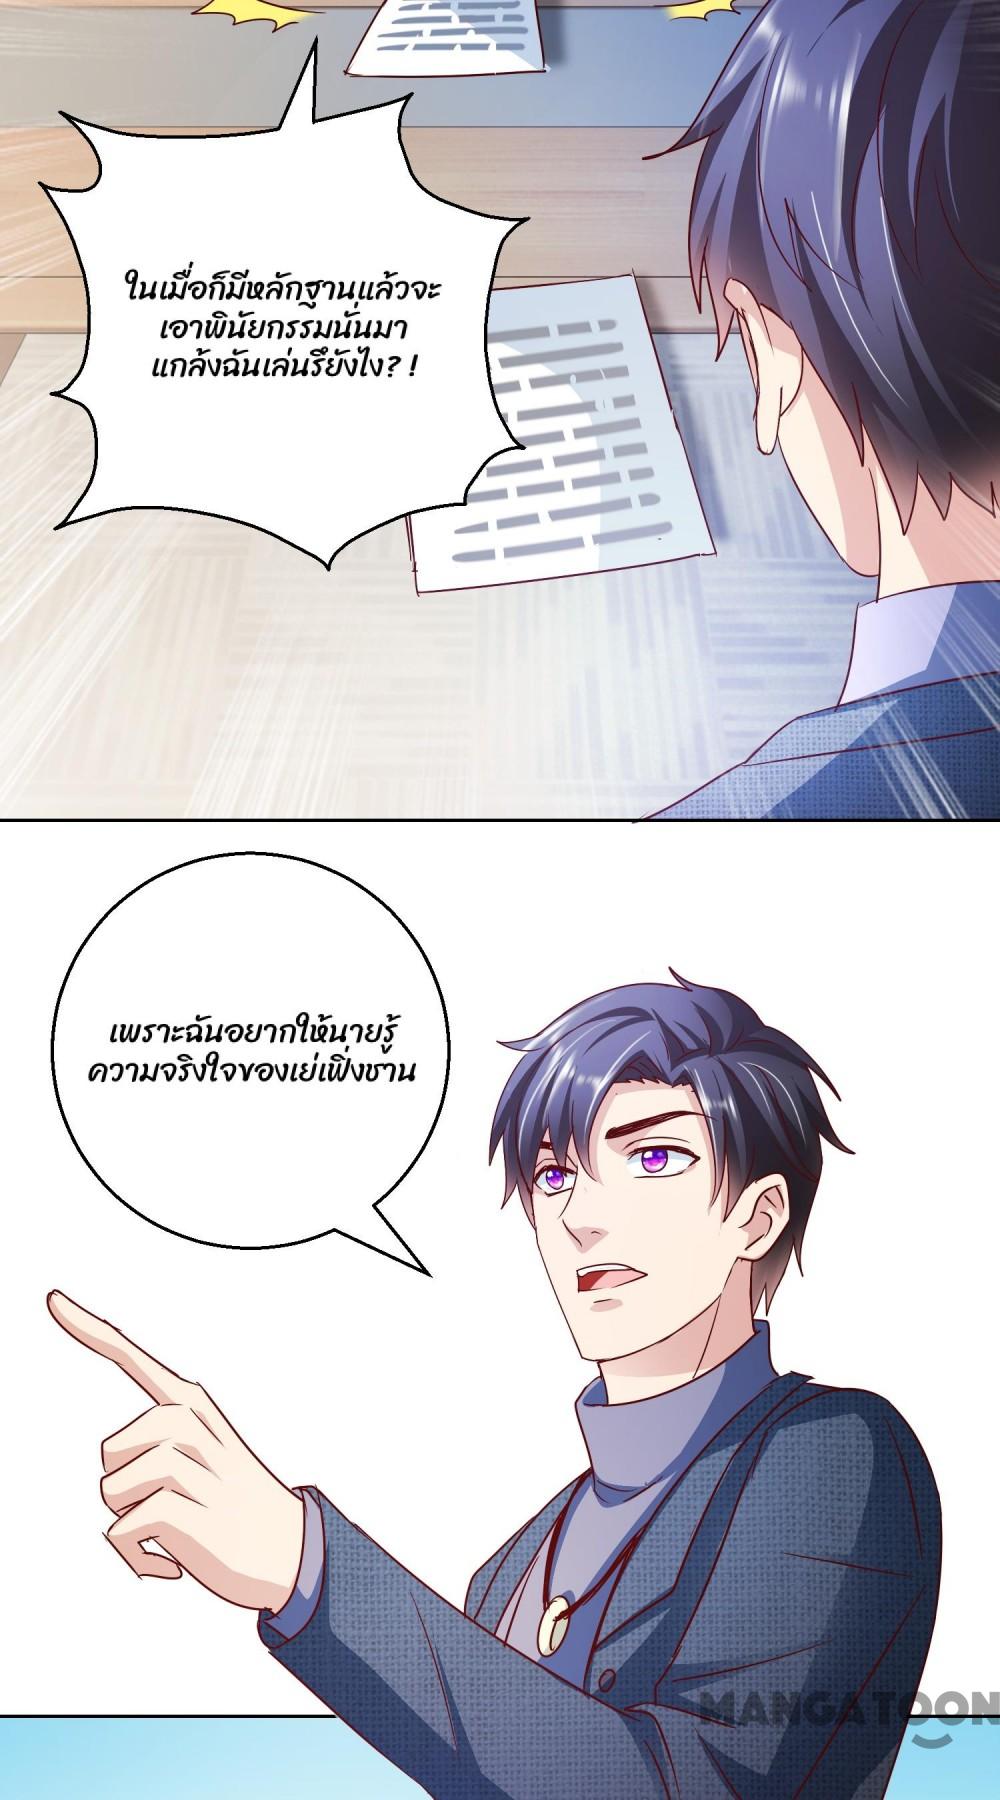 ในเมื่อก็มีหลักฐานแล้วจะ
เอาพินัยกรรมนั่นมา
แกล้งฉันเล่นรึยังไง?!
เพราะฉันอยากให้นายรู้
ความจริงใจของเย่เฟิ่งชาน
MANGATOON